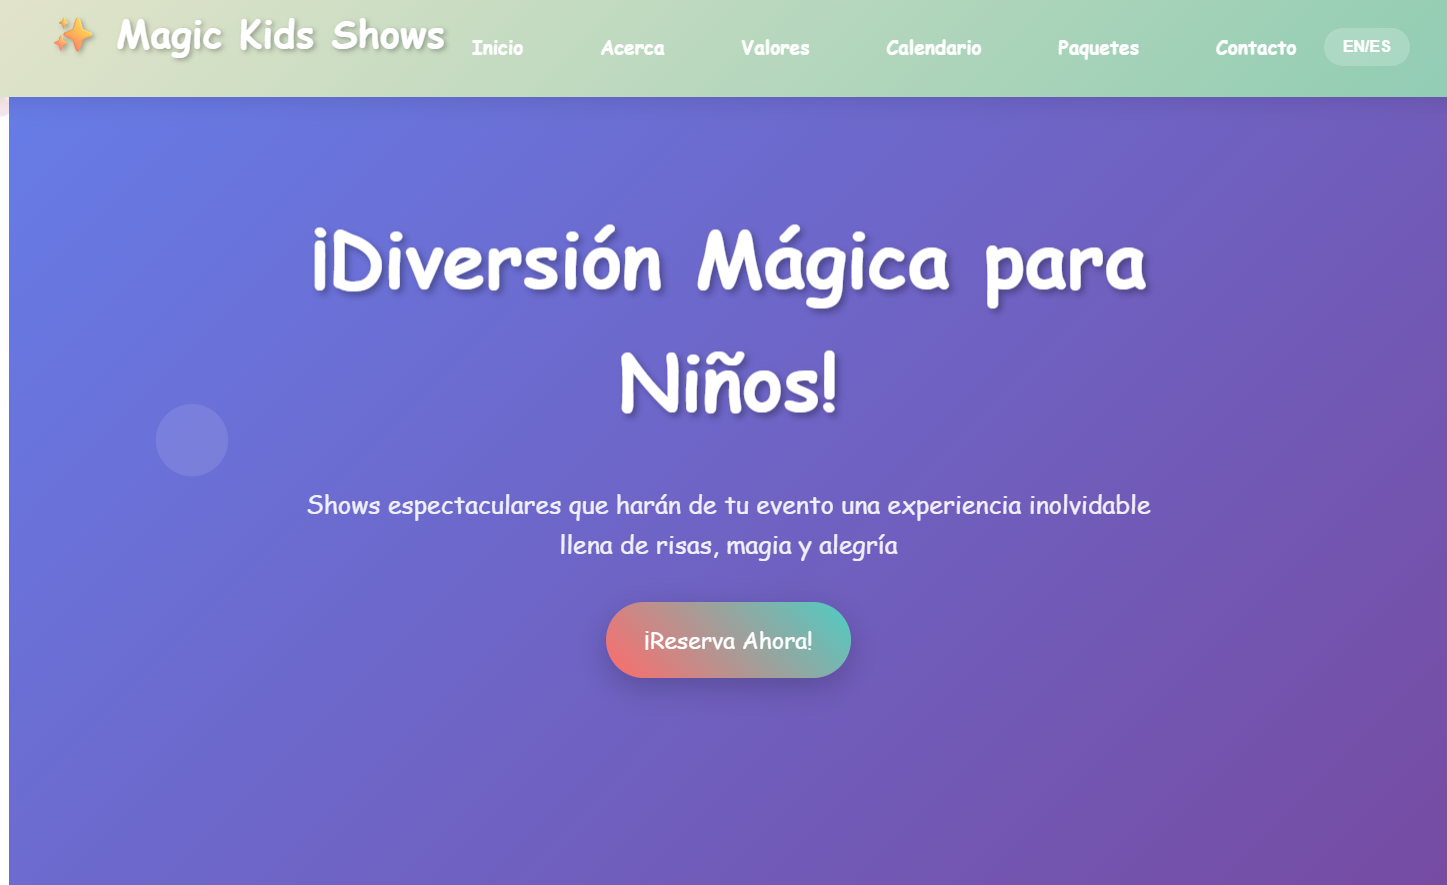 ✨ Magic Kids Shows
Inicio Acerca Valores Calendario Paquetes Contacto EN/ES
¡Diversión Mágica para
Niños!
Shows espectaculares que harán de tu evento una experiencia inolvidable
llena de risas, magia y alegría
¡Reserva Ahora!